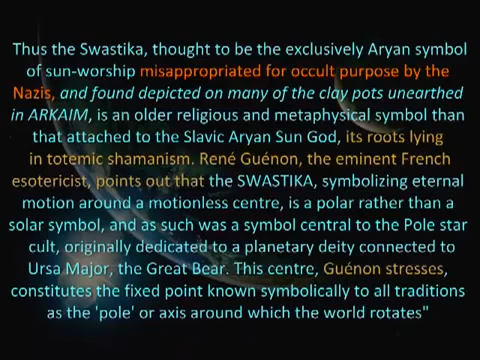 Thus the Swastika, thought to be the exclusively Aryan symbol
of sun-worship misappropriated for occult purpose by the
Nazis, and found depicted on many of the clay pots unearthed
in ARKAIM, is an older religious and metaphysical symbol than
that attached to the Slavic Aryan Sun God, its roots lying
in totemic shamanism. René Guénon, the eminent French
esotericist, points out that the SWASTIKA, symbolizing eternal
motion around a motionless centre, is a polar rather than a
solar symbol, and as such was a symbol central to the Pole star
cult, originally dedicated to a planetary deity connected to
Ursa Major, the Great Bear. This centre, Guénon stresses,
constitutes the fixed point known symbolically to all traditions
as the 'pole' or axis around which the world rotates"